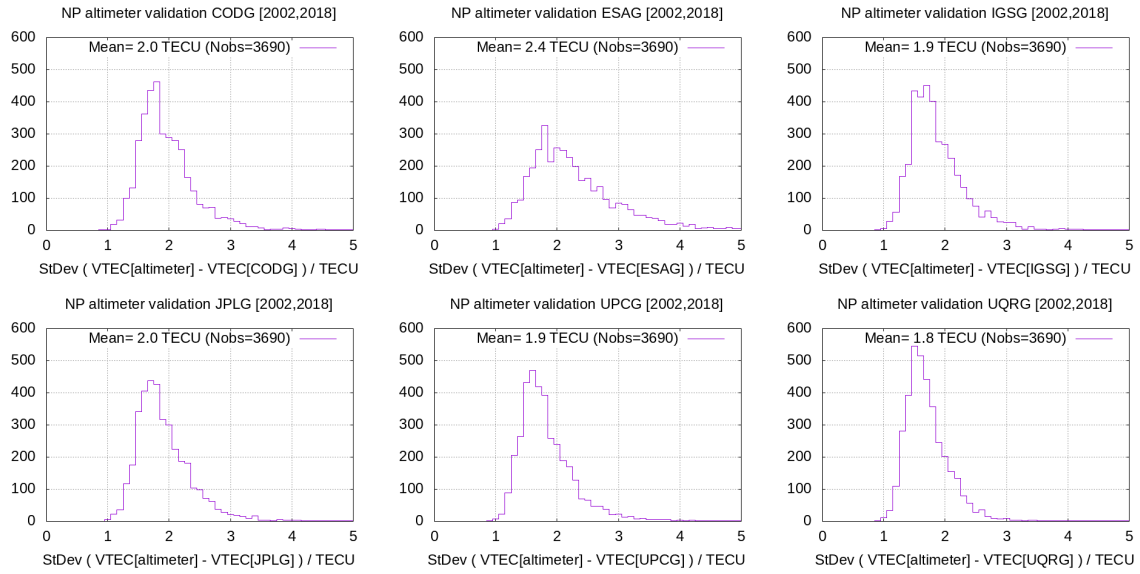 NP altimeter validation CODG [2002,2018]
Mean= 2.0 TECU (Nobs=3690)
600
500
400
300
200
100
0
0 1 2 3 4 5
StDev ( VTEC[altimeter] - VTEC[CODG] ) / TECU
NP altimeter validation ESAG [2002,2018]
Mean= 2.4 TECU (Nobs=3690)
600
500
400
300
200
100
0
0 1 2 3 4 5
StDev ( VTEC[altimeter] - VTEC[ESAG] ) / TECU
NP altimeter validation IGSG [2002,2018]
Mean= 1.9 TECU (Nobs=3690)
600
500
400
300
200
100
0
0 1 2 3 4 5
StDev ( VTEC[altimeter] - VTEC[IGSG] ) / TECU
NP altimeter validation JPLG [2002,2018]
Mean= 2.0 TECU (Nobs=3690)
600
500
400
300
200
100
0
0 1 2 3 4 5
StDev ( VTEC[altimeter] - VTEC[JPLG] ) / TECU
NP altimeter validation UPCG [2002,2018]
Mean= 1.9 TECU (Nobs=3690)
600
500
400
300
200
100
0
0 1 2 3 4 5
StDev ( VTEC[altimeter] - VTEC[UPCG] ) / TECU
NP altimeter validation UQRG [2002,2018]
Mean= 1.8 TECU (Nobs=3690)
600
500
400
300
200
100
0
0 1 2 3 4 5
StDev ( VTEC[altimeter] - VTEC[UQRG] ) / TECU